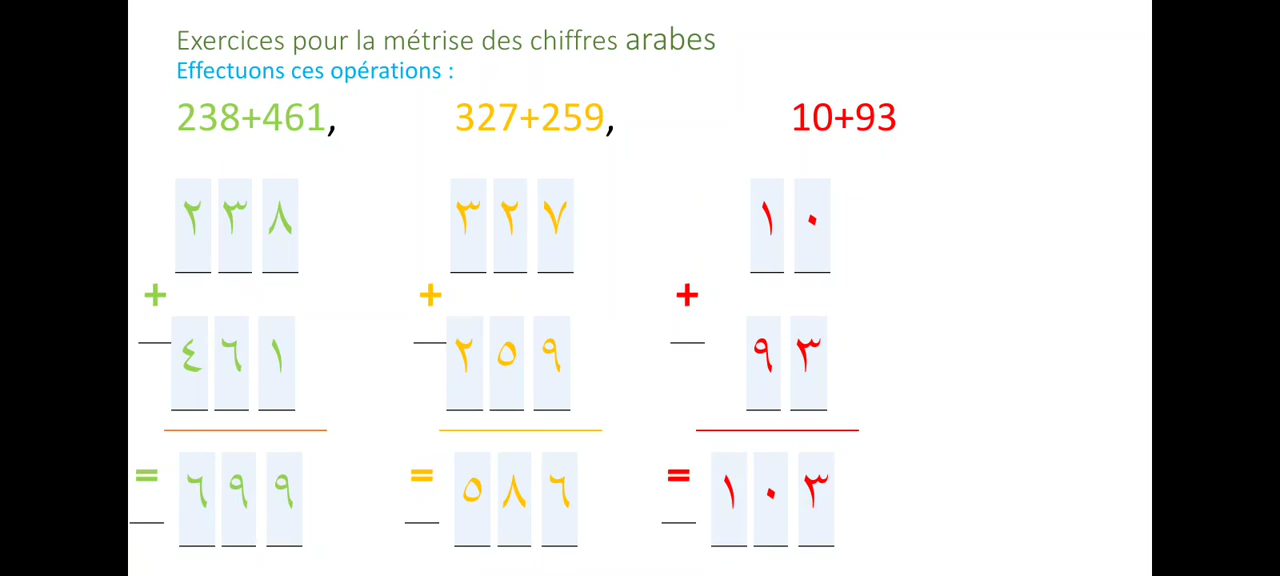 Exercices pour la métrise des chiffres arabes
Effectuons ces opérations :
238+461, 327+259, 10+93
٢٣٨ ٣٢٧ ١٠
+ + +
٤٦١ ٢٥٩ ٩٣
= ٦٩٩ = ٥٨٦ = ١٠٣